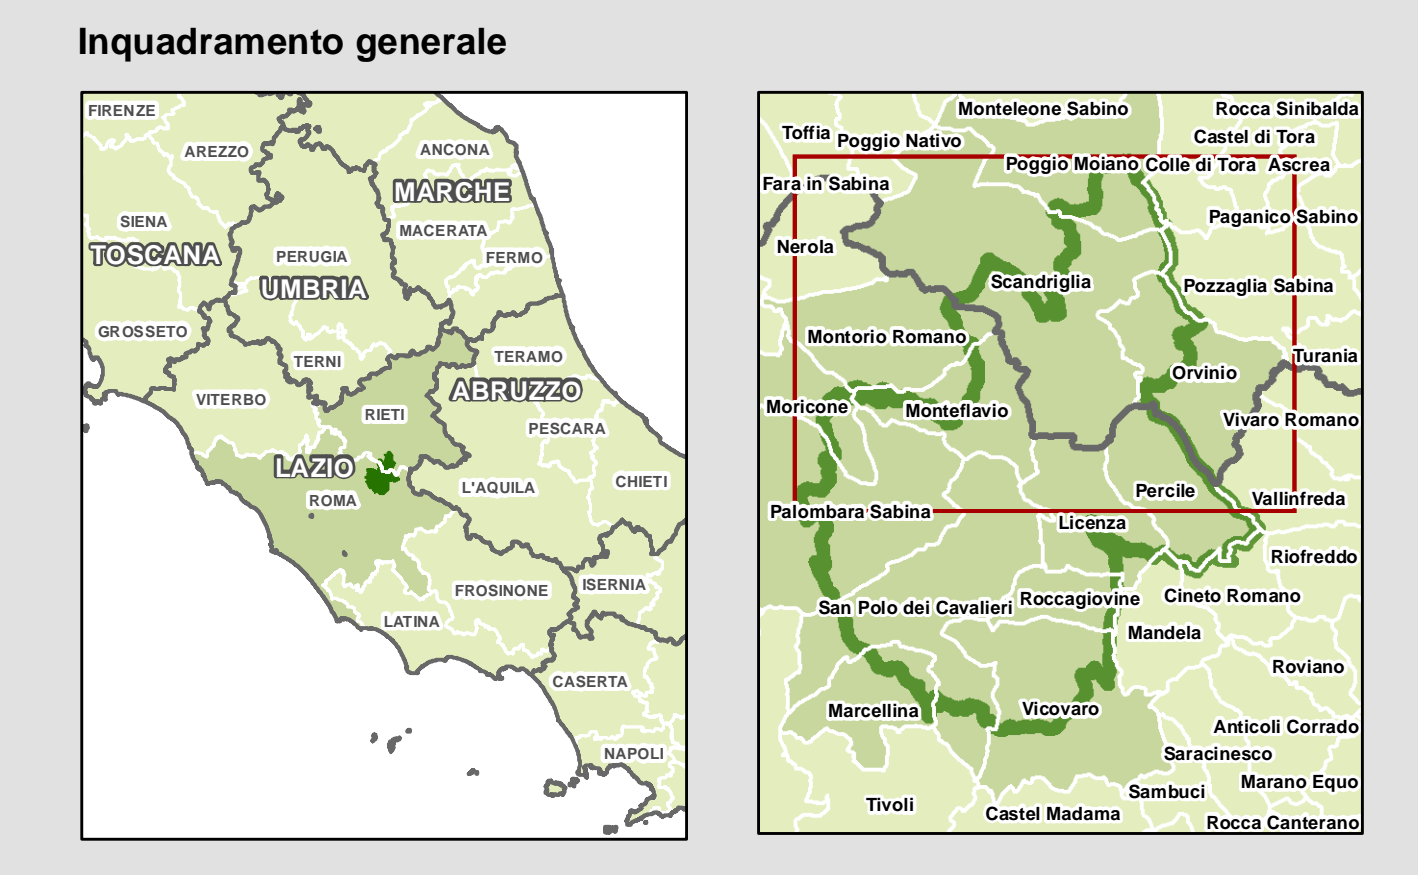 Inquadramento generale
FIRENZE
AREZZO
ANCONA
MARCHE
SIENA
MACERATA
TOSCANA
PERUGIA
FERMO
UMBRIA
GROSSETO
TERNI
TERAMO
ABRUZZO
VITERBO
RIETI
PESCARA
LAZIO
CHIETI
L'AQUILA
ROMA
ISERNIA
FROSINONE
LATINA
CASERTA
NAPOLI
Monteleone Sabino
Rocca Sinibalda
Toffia
Poggio Nativo
Castel di Tora
Poggio Moiano
Colle di Tora
Ascrea
Fara in Sabina
Paganico Sabino
Nerola
Scandriglia
Pozzaglia Sabina
Montorio Romano
Turania
Orvinio
Moricone
Monteflavio
Vivaro Romano
Percile
Vallinfreda
Palombara Sabina
Licenza
Riofreddo
San Polo dei Cavalieri
Roccagiovine
Cineto Romano
Mandela
Roviano
Marcellina
Vicovaro
Anticoli Corrado
Saracinesco
Marano Equo
Sambuci
Tivoli
Castel Madama
Rocca Canterano